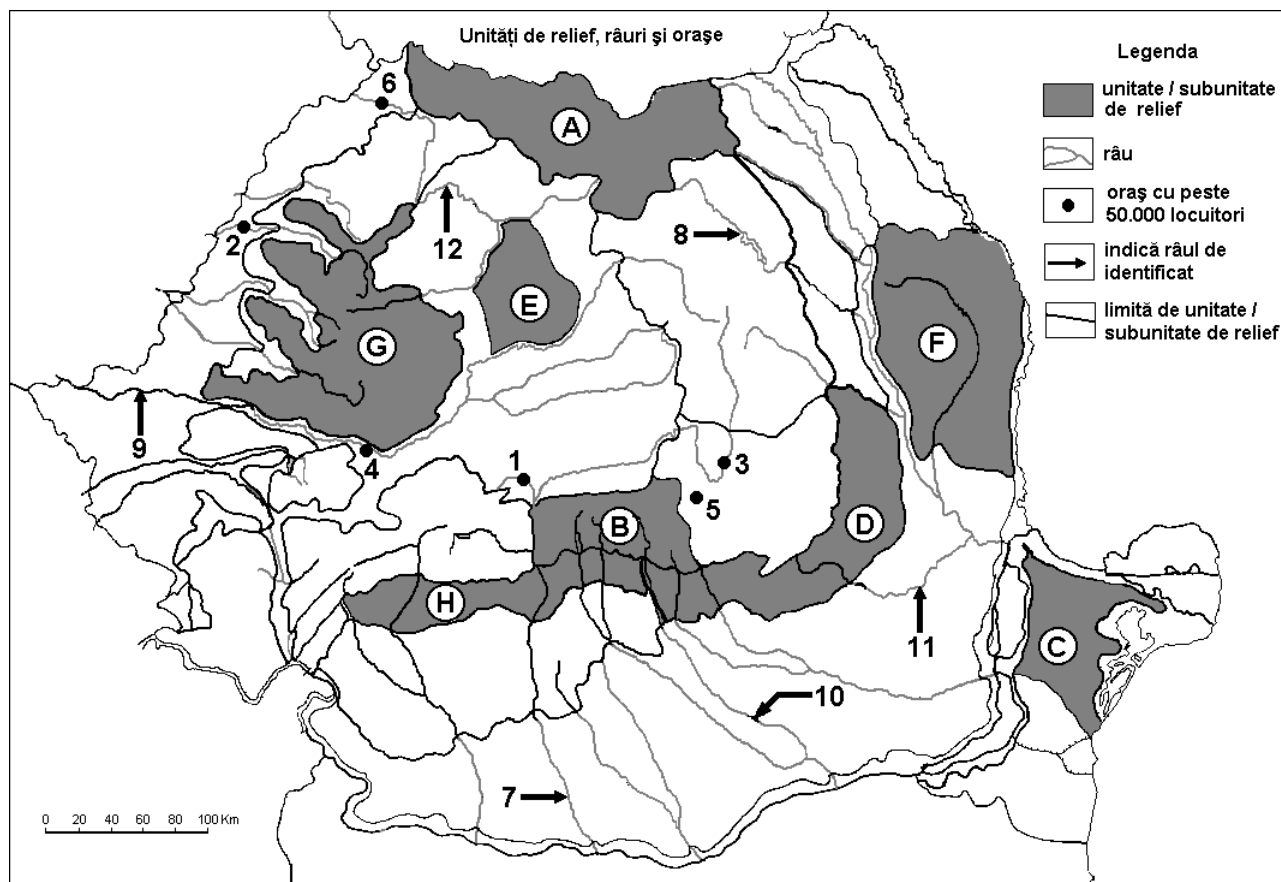 Unități de relief, râuri și orașe
Legenda
unitate / subunitate
de relief
râu
oraș cu peste
50.000 locuitori
indică râul de
identificat
limită de unitate /
subunitate de relief
6
A
2
12
8
E
G
F
9
4
1
3
5
B
D
H
11
C
10
7
0 20 40 60 80 100 Km